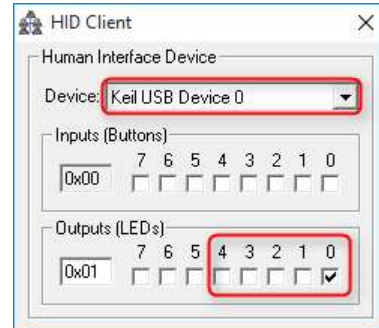 HID Client
Human Interface Device
Device: Keil USB Device 0
Inputs (Buttons)
7 6 5 4 3 2 1 0
0x00
Outputs (LEDs)
7 6 5 4 3 2 1 0
0x01